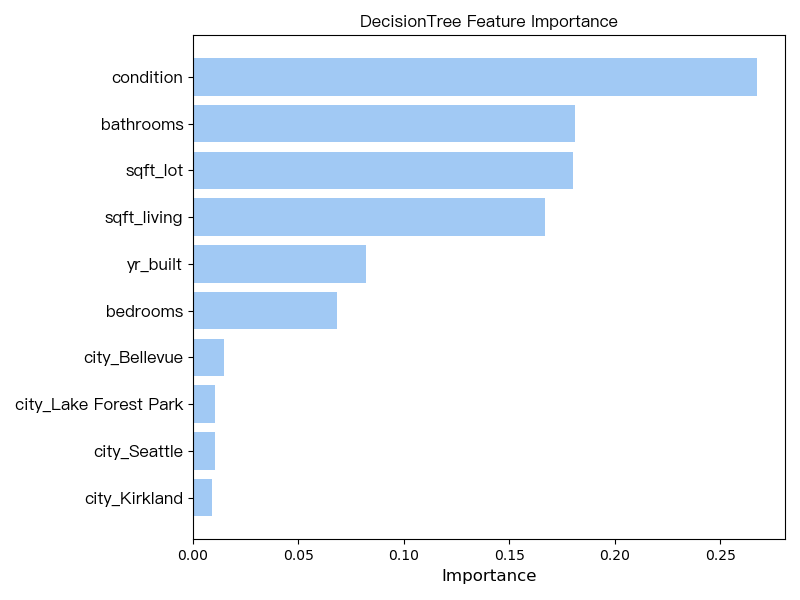 DecisionTree Feature Importance
condition
bathrooms
sqft_lot
sqft_living
yr_built
bedrooms
city_Bellevue
city_Lake Forest Park
city_Seattle
city_Kirkland
0.00 0.05 0.10 0.15 0.20 0.25
Importance